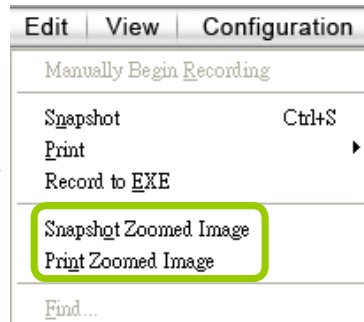 Edit View Configuration
Manually Begin Recording
Snapshot Ctrl+S
Print
Record to EXE
Snapshot Zoomed Image
Print Zoomed Image
Find...